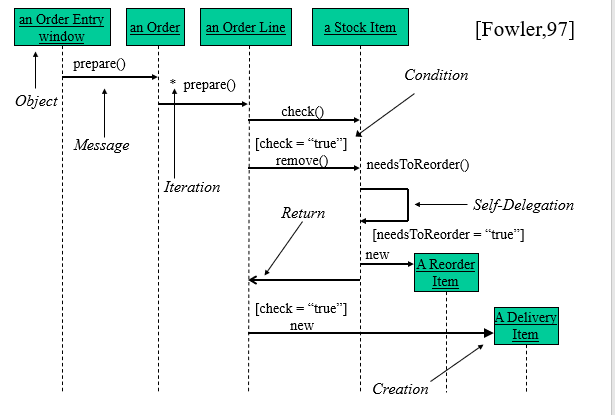 an Order Entry
window
an Order
an Order Line
a Stock Item
[Fowler,97]
prepare()
* prepare()
Condition
Object
check()
Message
[check = “true”]
remove()
needsToReorder()
Iteration
Return
Self-Delegation
[needsToReorder = “true”]
new
A Reorder
Item
[check = “true”]
new
A Delivery
Item
Creation